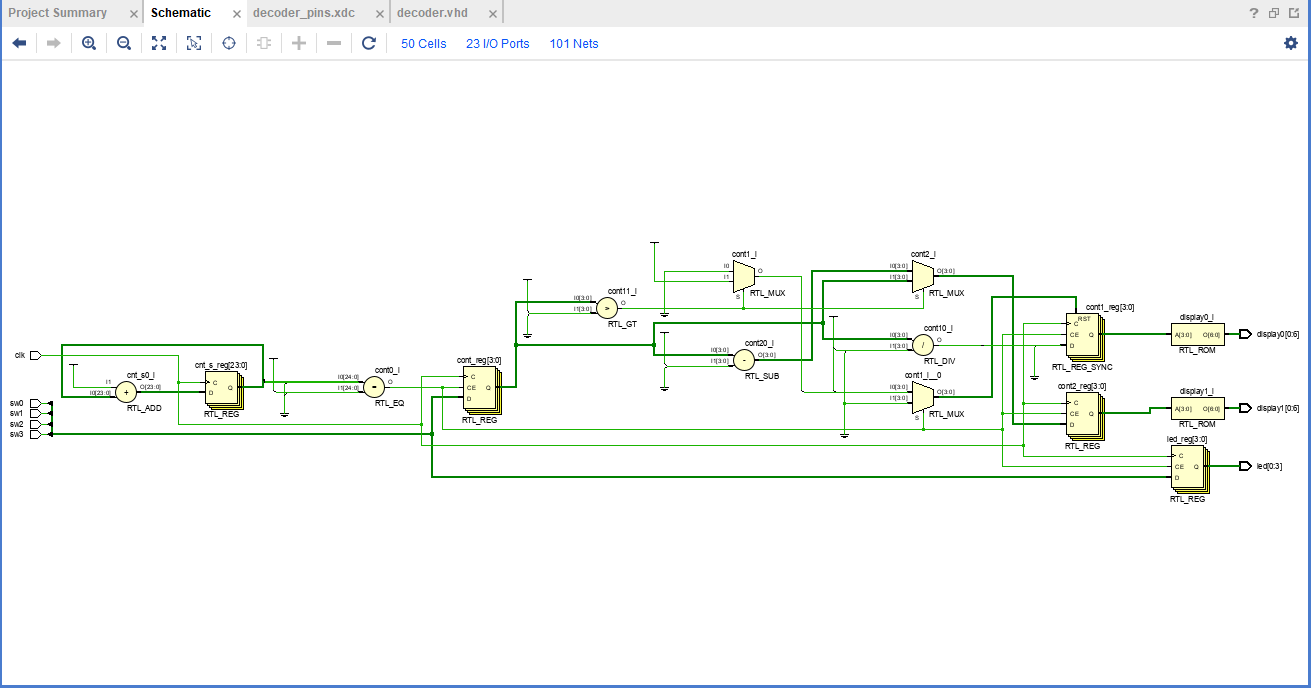 Project Summary × Schematic × decoder_pins.xdc × decoder.vhd ×
?
50 Cells 23 I/O Ports 101 Nets
clk
sw0
sw1
sw2
sw3
cnt_s0_i
I1
I0[23:0]
+
O[23:0]
RTL_ADD
cnt_s_reg[23:0]
C
Q
D
RTL_REG
cont0_i
I0[24:0]
I1[24:0]
=
O
RTL_EQ
cont_reg[3:0]
C
CE
Q
D
RTL_REG
cont11_i
I0[3:0]
I1[3:0]
>
O
RTL_GT
cont1_i
I0
I1
O
S
RTL_MUX
cont20_i
I0[3:0]
I1[3:0]
-
O[3:0]
RTL_SUB
cont2_i
I0[3:0]
I1[3:0]
O[3:0]
S
RTL_MUX
cont10_i
I0[3:0]
I1[3:0]
/
O
RTL_DIV
cont1_i__0
I0[3:0]
I1[3:0]
O[3:0]
S
RTL_MUX
cont1_reg[3:0]
RST
C
CE
Q
D
RTL_REG_SYNC
cont2_reg[3:0]
C
CE
Q
D
RTL_REG
display0_i
A[3:0] O[6:0]
RTL_ROM
display0[0:6]
display1_i
A[3:0] O[6:0]
RTL_ROM
display1[0:6]
led_reg[3:0]
C
CE
Q
D
RTL_REG
led[0:3]